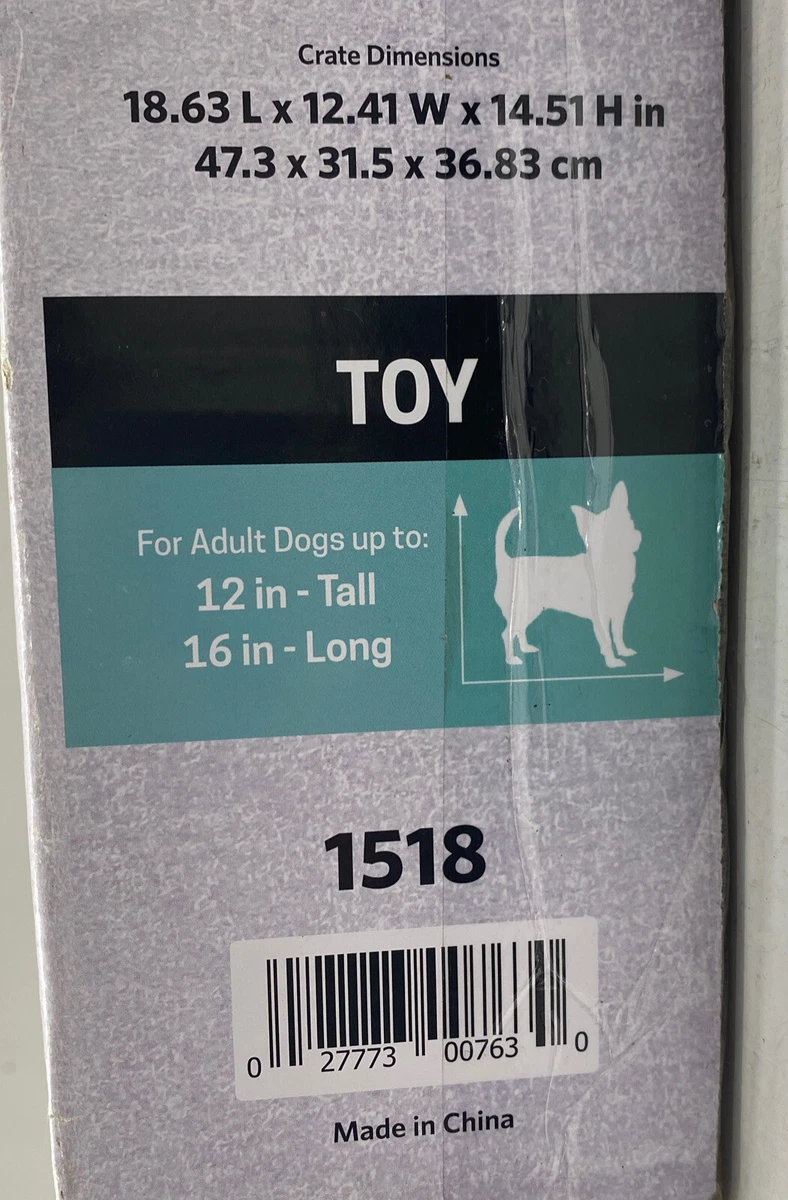 Crate Dimensions
18.63 L x 12.41 W x 14.51 H in
47.3 x 31.5 x 36.83 cm
TOY
For Adult Dogs up to:
12 in - Tall
16 in - Long
1518
0 27773 00763 0
Made in China